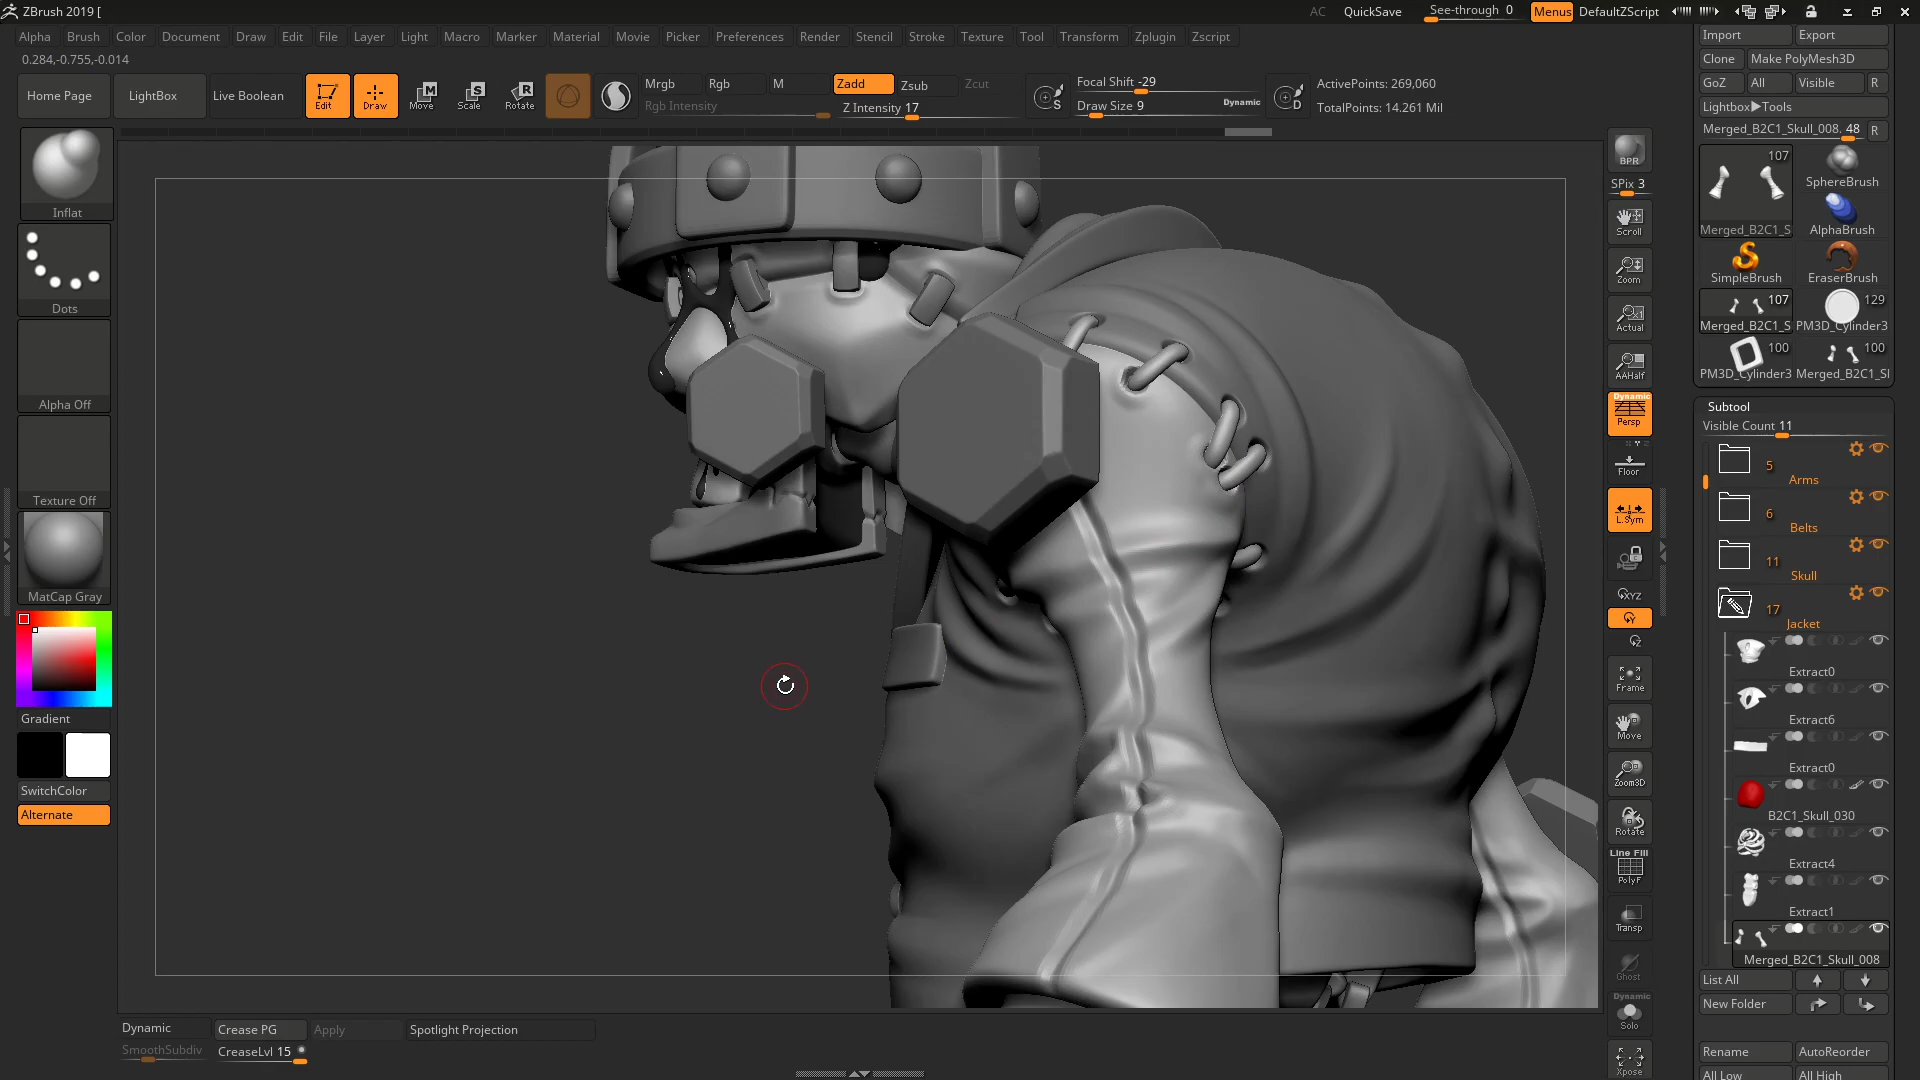 ZBrush 2019 [
AC QuickSave See-through 0 Menus DefaultZScript
Alpha Brush Color Document Draw Edit File Layer Light Macro Marker Material Movie Picker Preferences Render Stencil Stroke Texture Tool Transform Zplugin Zscript
0.284,-0.755,-0.014
Home Page LightBox Live Boolean Edit Draw Move Scale Rotate
Mrgb Rgb M Zadd Zsub Zcut
Rgb Intensity Z Intensity 17
Focal Shift -29
Draw Size 9 Dynamic
S D
ActivePoints: 269,060
TotalPoints: 14.261 Mil
Inflat
Dots
Alpha Off
Texture Off
MatCap Gray
Gradient
SwitchColor
Alternate
Dynamic Crease PG Apply Spotlight Projection
SmoothSubdiv CreaseLvl 15
BPR
SPix 3
Scroll
Zoom
Actual
AAHalf
Dynamic
Persp
Floor
L.Sym
XYZ
Y
Z
Frame
Move
Zoom3D
Rotate
Line Fill
PolyF
Transp
Ghost
Dynamic
Solo
Xpose
Import Export
Clone Make PolyMesh3D
GoZ All Visible R
Lightbox▶Tools
Merged_B2C1_Skull_008. 48 R
107
SphereBrush
Merged_B2C1_S AlphaBrush
SimpleBrush EraserBrush
107 129
Merged_B2C1_S PM3D_Cylinder3
100 100
PM3D_Cylinder3 Merged_B2C1_Sl
Subtool
Visible Count 11
5
Arms
6
Belts
11
Skull
17
Jacket
Extract0
Extract6
Extract0
B2C1_Skull_030
Extract4
Extract1
Merged_B2C1_Skull_008
List All
New Folder
Rename AutoReorder
All Low All High